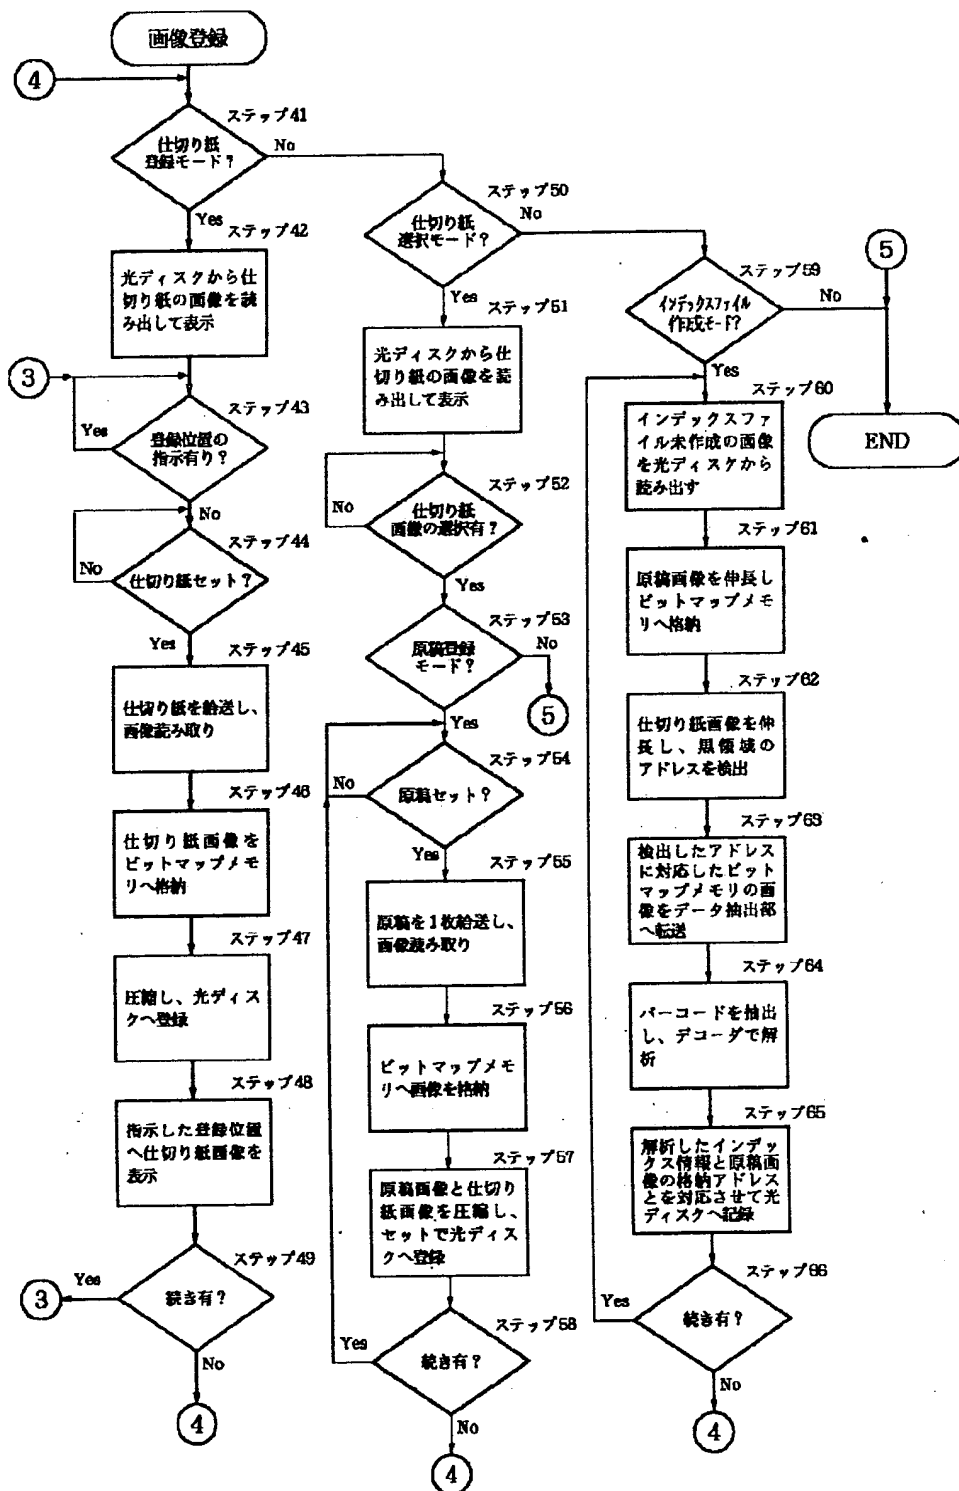 画像登録
4
ステップ41
仕切り紙
登録モード?
No
Yes
ステップ42
光ディスクから仕
切り紙の画像を読
み出して表示
3
ステップ43
登録位置の
指示有り?
Yes
No
ステップ44
仕切り紙セット?
No
Yes
ステップ45
仕切り紙を給送し、
画像読み取り
ステップ46
仕切り紙画像を
ビットマップメモ
リへ格納
ステップ47
圧縮し、光ディス
クへ登録
ステップ48
指示した登録位置
へ仕切り紙画像を
表示
ステップ49
続き有?
Yes
3
No
4
ステップ50
仕切り紙
選択モード?
No
Yes
ステップ51
光ディスクから仕
切り紙の画像を読
み出して表示
ステップ52
仕切り紙
画像の選択有?
No
Yes
ステップ53
原稿登録
モード?
No
5
Yes
ステップ54
原稿セット?
No
Yes
ステップ55
原稿を1枚給送し、
画像読み取り
ステップ56
ビットマップメモ
リへ画像を格納
ステップ57
原稿画像と仕切り
紙画像を圧縮し、
セットで光ディス
クへ登録
ステップ58
続き有?
Yes
No
4
ステップ59
インデックスファイル
作成モード?
No
5
END
Yes
ステップ60
インデックスファ
イル未作成の画像
を光ディスクから
読み出す
ステップ61
原稿画像を伸長し
ビットマップメモ
リへ格納
ステップ62
仕切り紙画像を伸
長し、黒領域の
アドレスを検出
ステップ63
検出したアドレス
に対応したビット
マップメモリの画
像をデータ抽出部
へ転送
ステップ64
バーコードを抽出
し、デコーダで解
析
ステップ65
解析したインデッ
クス情報と原稿画
像の格納アドレス
とを対応させて光
ディスクへ記録
ステップ66
続き有?
Yes
No
4